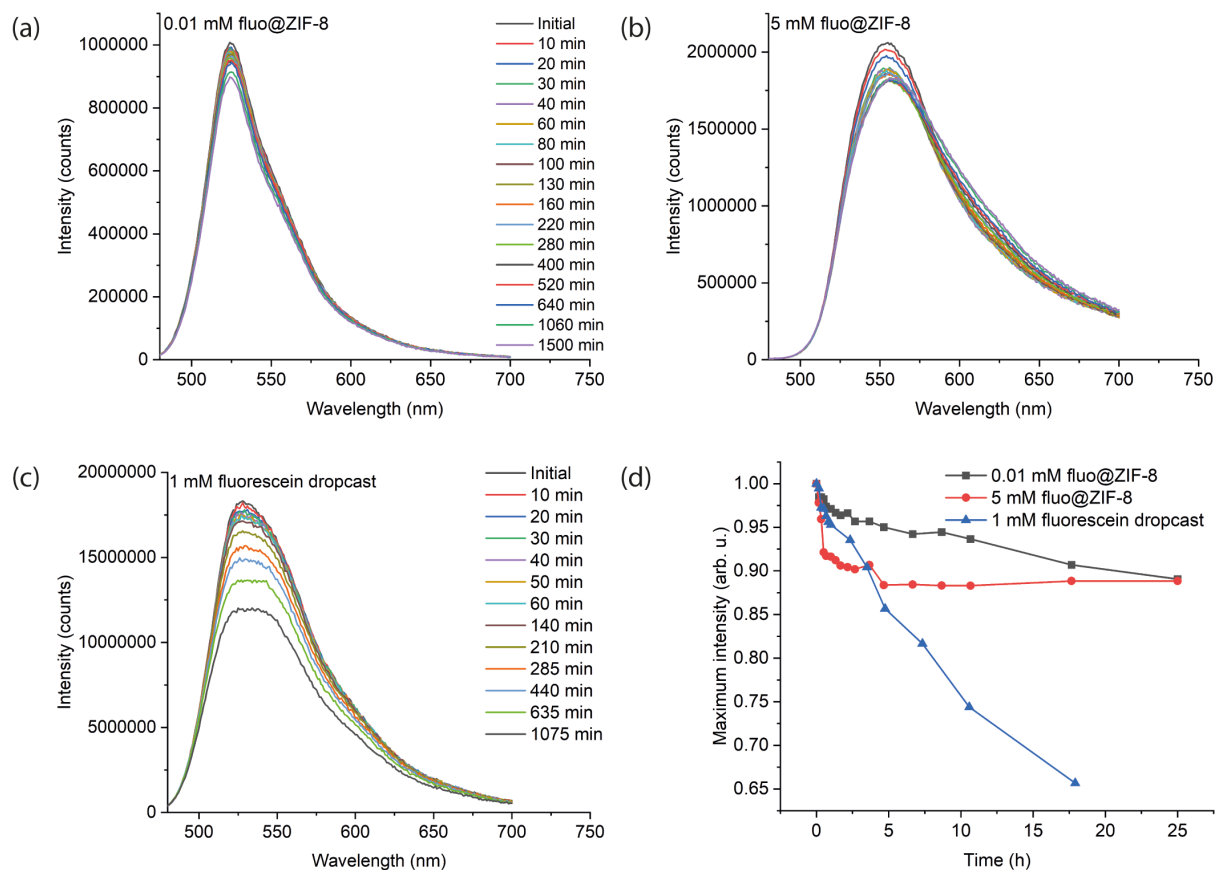 (a)
0.01 mM fluo@ZIF-8
1000000
800000
600000
400000
200000
0
Intensity (counts)
500 550 600 650 700 750
Wavelength (nm)
Initial
10 min
20 min
30 min
40 min
60 min
80 min
100 min
130 min
160 min
220 min
280 min
400 min
520 min
640 min
1060 min
1500 min
(b)
5 mM fluo@ZIF-8
2000000
1500000
1000000
500000
0
Intensity (counts)
500 550 600 650 700 750
Wavelength (nm)
(c)
1 mM fluorescein dropcast
20000000
15000000
10000000
5000000
0
Intensity (counts)
500 550 600 650 700 750
Wavelength (nm)
Initial
10 min
20 min
30 min
40 min
50 min
60 min
140 min
210 min
285 min
440 min
635 min
1075 min
(d)
0.01 mM fluo@ZIF-8
5 mM fluo@ZIF-8
1 mM fluorescein dropcast
1.00
0.95
0.90
0.85
0.80
0.75
0.70
0.65
Maximum intensity (arb. u.)
0 5 10 15 20 25
Time (h)